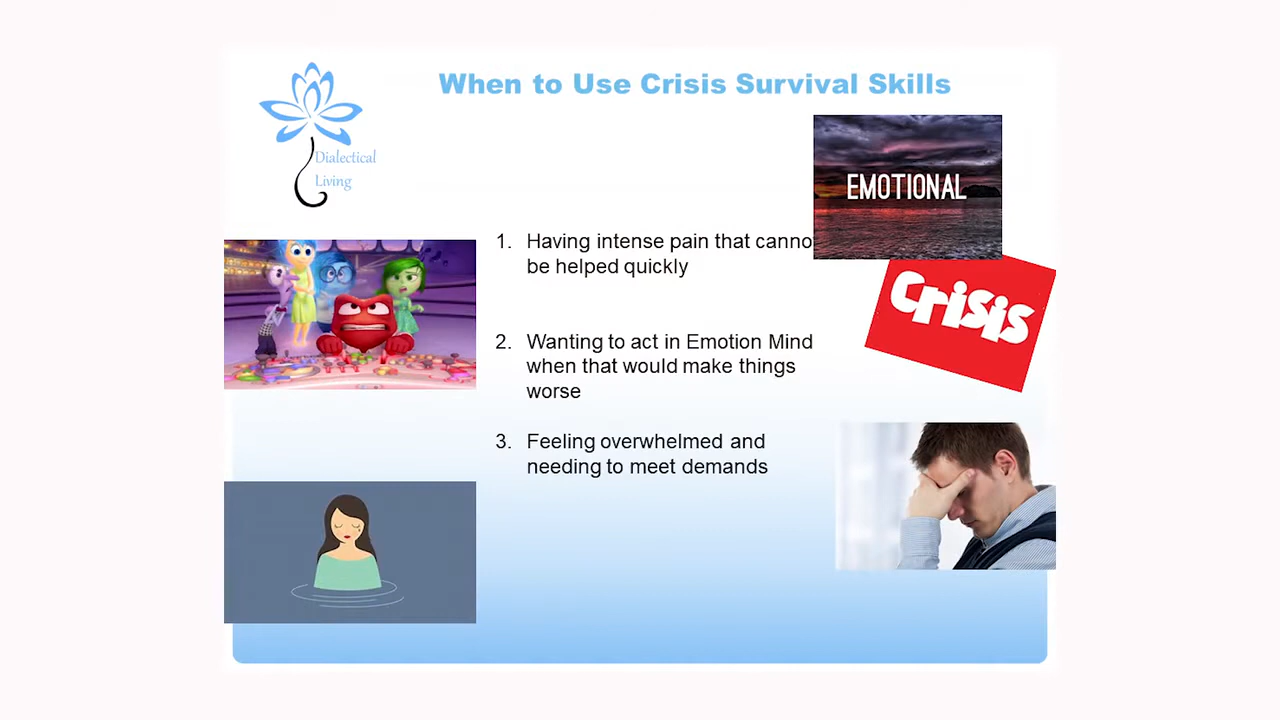 When to Use Crisis Survival Skills
Dialectical
Living
EMOTIONAL
1. Having intense pain that canno
be helped quickly
Crisis
2. Wanting to act in Emotion Mind
when that would make things
worse
3. Feeling overwhelmed and
needing to meet demands